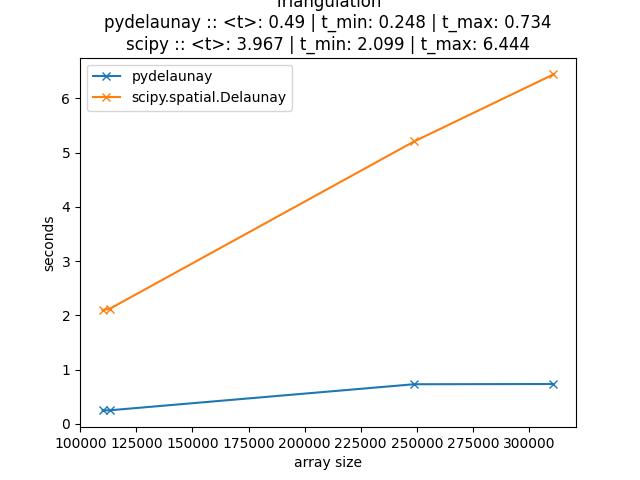 Triangulation
pydelaunay :: <t>: 0.49 | t_min: 0.248 | t_max: 0.734
scipy :: <t>: 3.967 | t_min: 2.099 | t_max: 6.444
pydelaunay
scipy.spatial.Delaunay
6
5
4
3
2
1
0
seconds
100000 125000 150000 175000 200000 225000 250000 275000 300000
array size